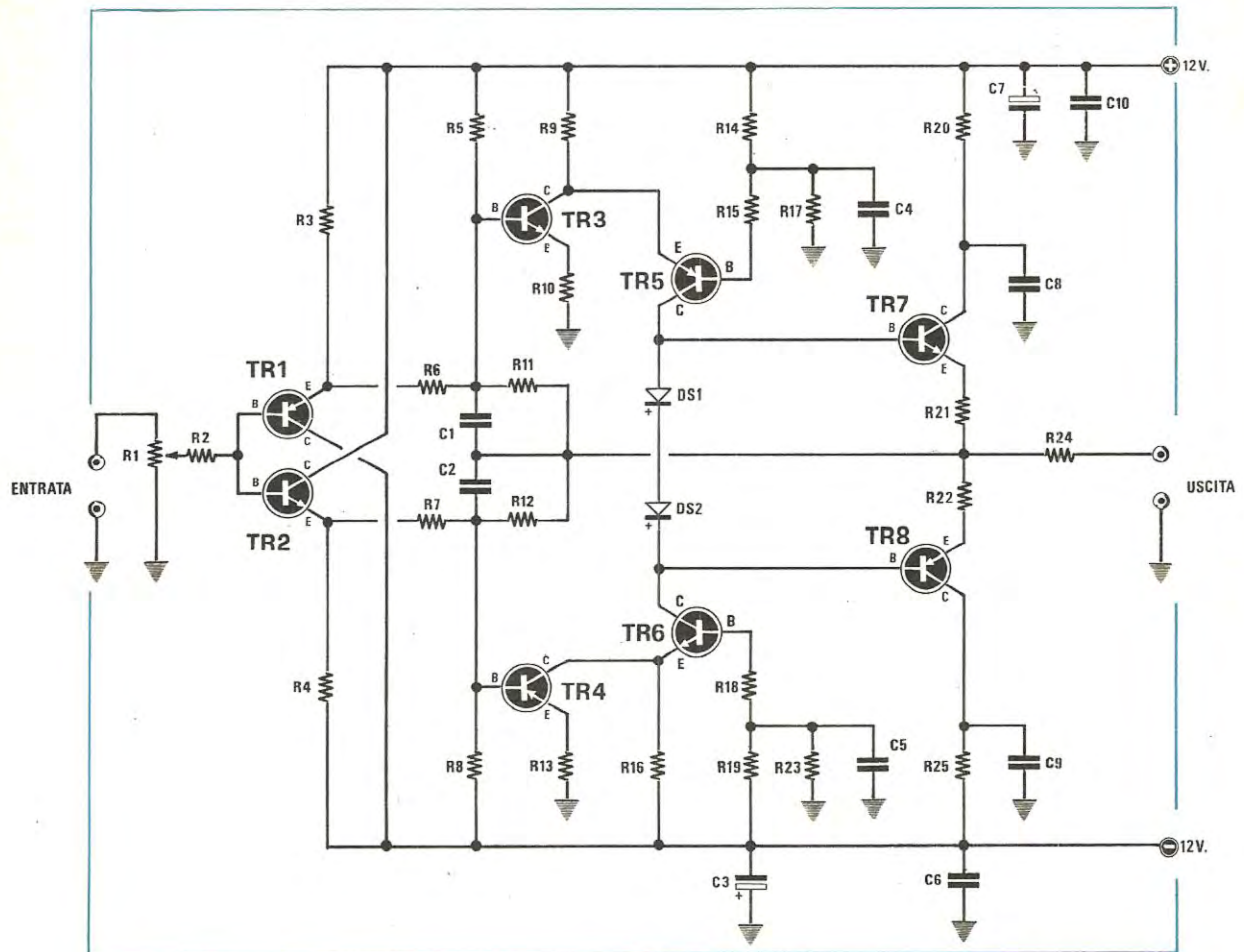 12 V.
C7
C10
R5
R9
R14
R20
R3
TR3
B
C
E
R15
R17
C4
R10
TR5
E
B
C
C8
TR7
B
C
E
TR1
B
E
C
R6
R11
C1
DS1
+
R21
R1
R2
R24
ENTRATA
USCITA
C2
R7
R12
DS2
+
R22
TR2
B
C
E
TR8
B
E
C
TR6
C
B
E
TR4
B
C
E
R18
R4
R8
R13
R16
R19
R23
C5
R25
C9
12 V.
C3
+
C6